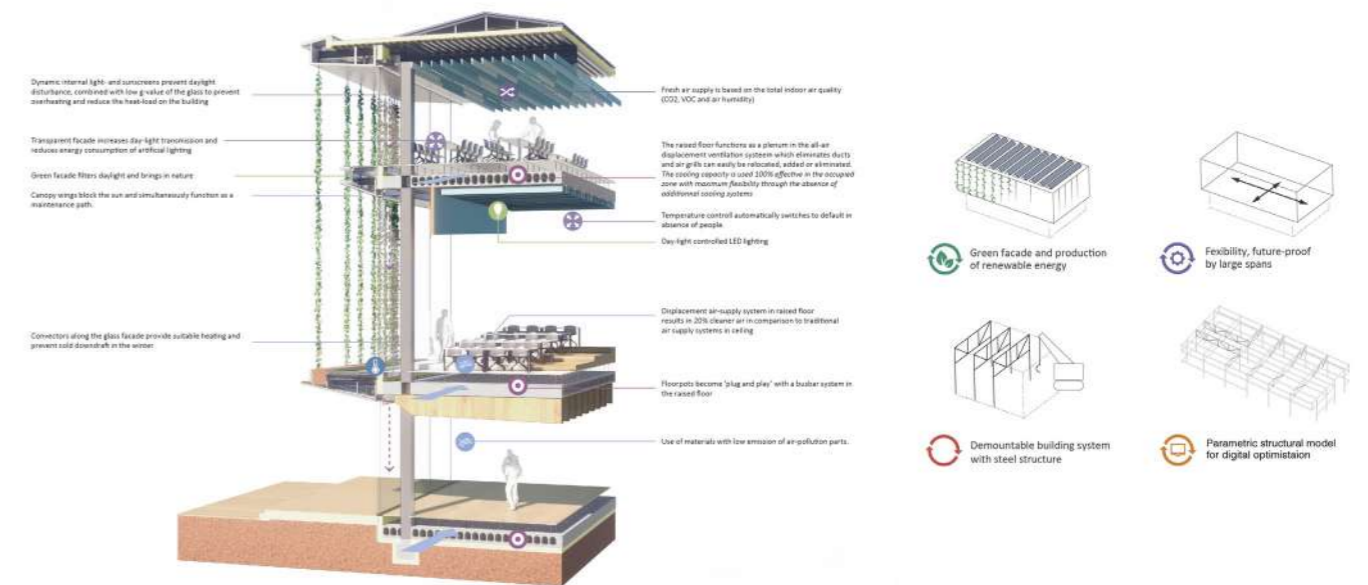 Dynamic internal light- and sunscreens prevent daylight
disturbance, combined with low g-value of the glass to prevent
overheating and reduce the heat-load on the building
Transparent facade increases day-light transmission and
reduces energy consumption of artificial lighting
Green facade filters daylight and brings in nature
Canopy wings block the sun and simultaneously function as a
maintenance path.
Convectors along the glass facade provide suitable heating and
prevent cold downdraft in the winter
Fresh air supply is based on the total indoor air quality
(CO2, VOC and air humidity)
The raised floor functions as a plenum in the all-air
displacement ventilation systeem which eliminates ducts
and air grills can easily be relocated, added or aliminated.
The cooling capacity is used 100% effective in the occupied
zone with maximum flexibility through the absence of
additionnal cooling systems
Temperature controll automatically switches to default in
absence of people
Day-light controlled LED lighting
Displacement air-supply system in raised floor
results in 20% cleaner air in comparison to traditional
air supply systems in ceiling
Floorpots become 'plug and play' with a busbar system in
the raised floor
Use of materials with low emission of air-pollution parts.
Green facade and production
of renewable energy
Fexibility, future-proof
by large spans
Demountable building system
with steel structure
Parametric structural model
for digital optimistaion